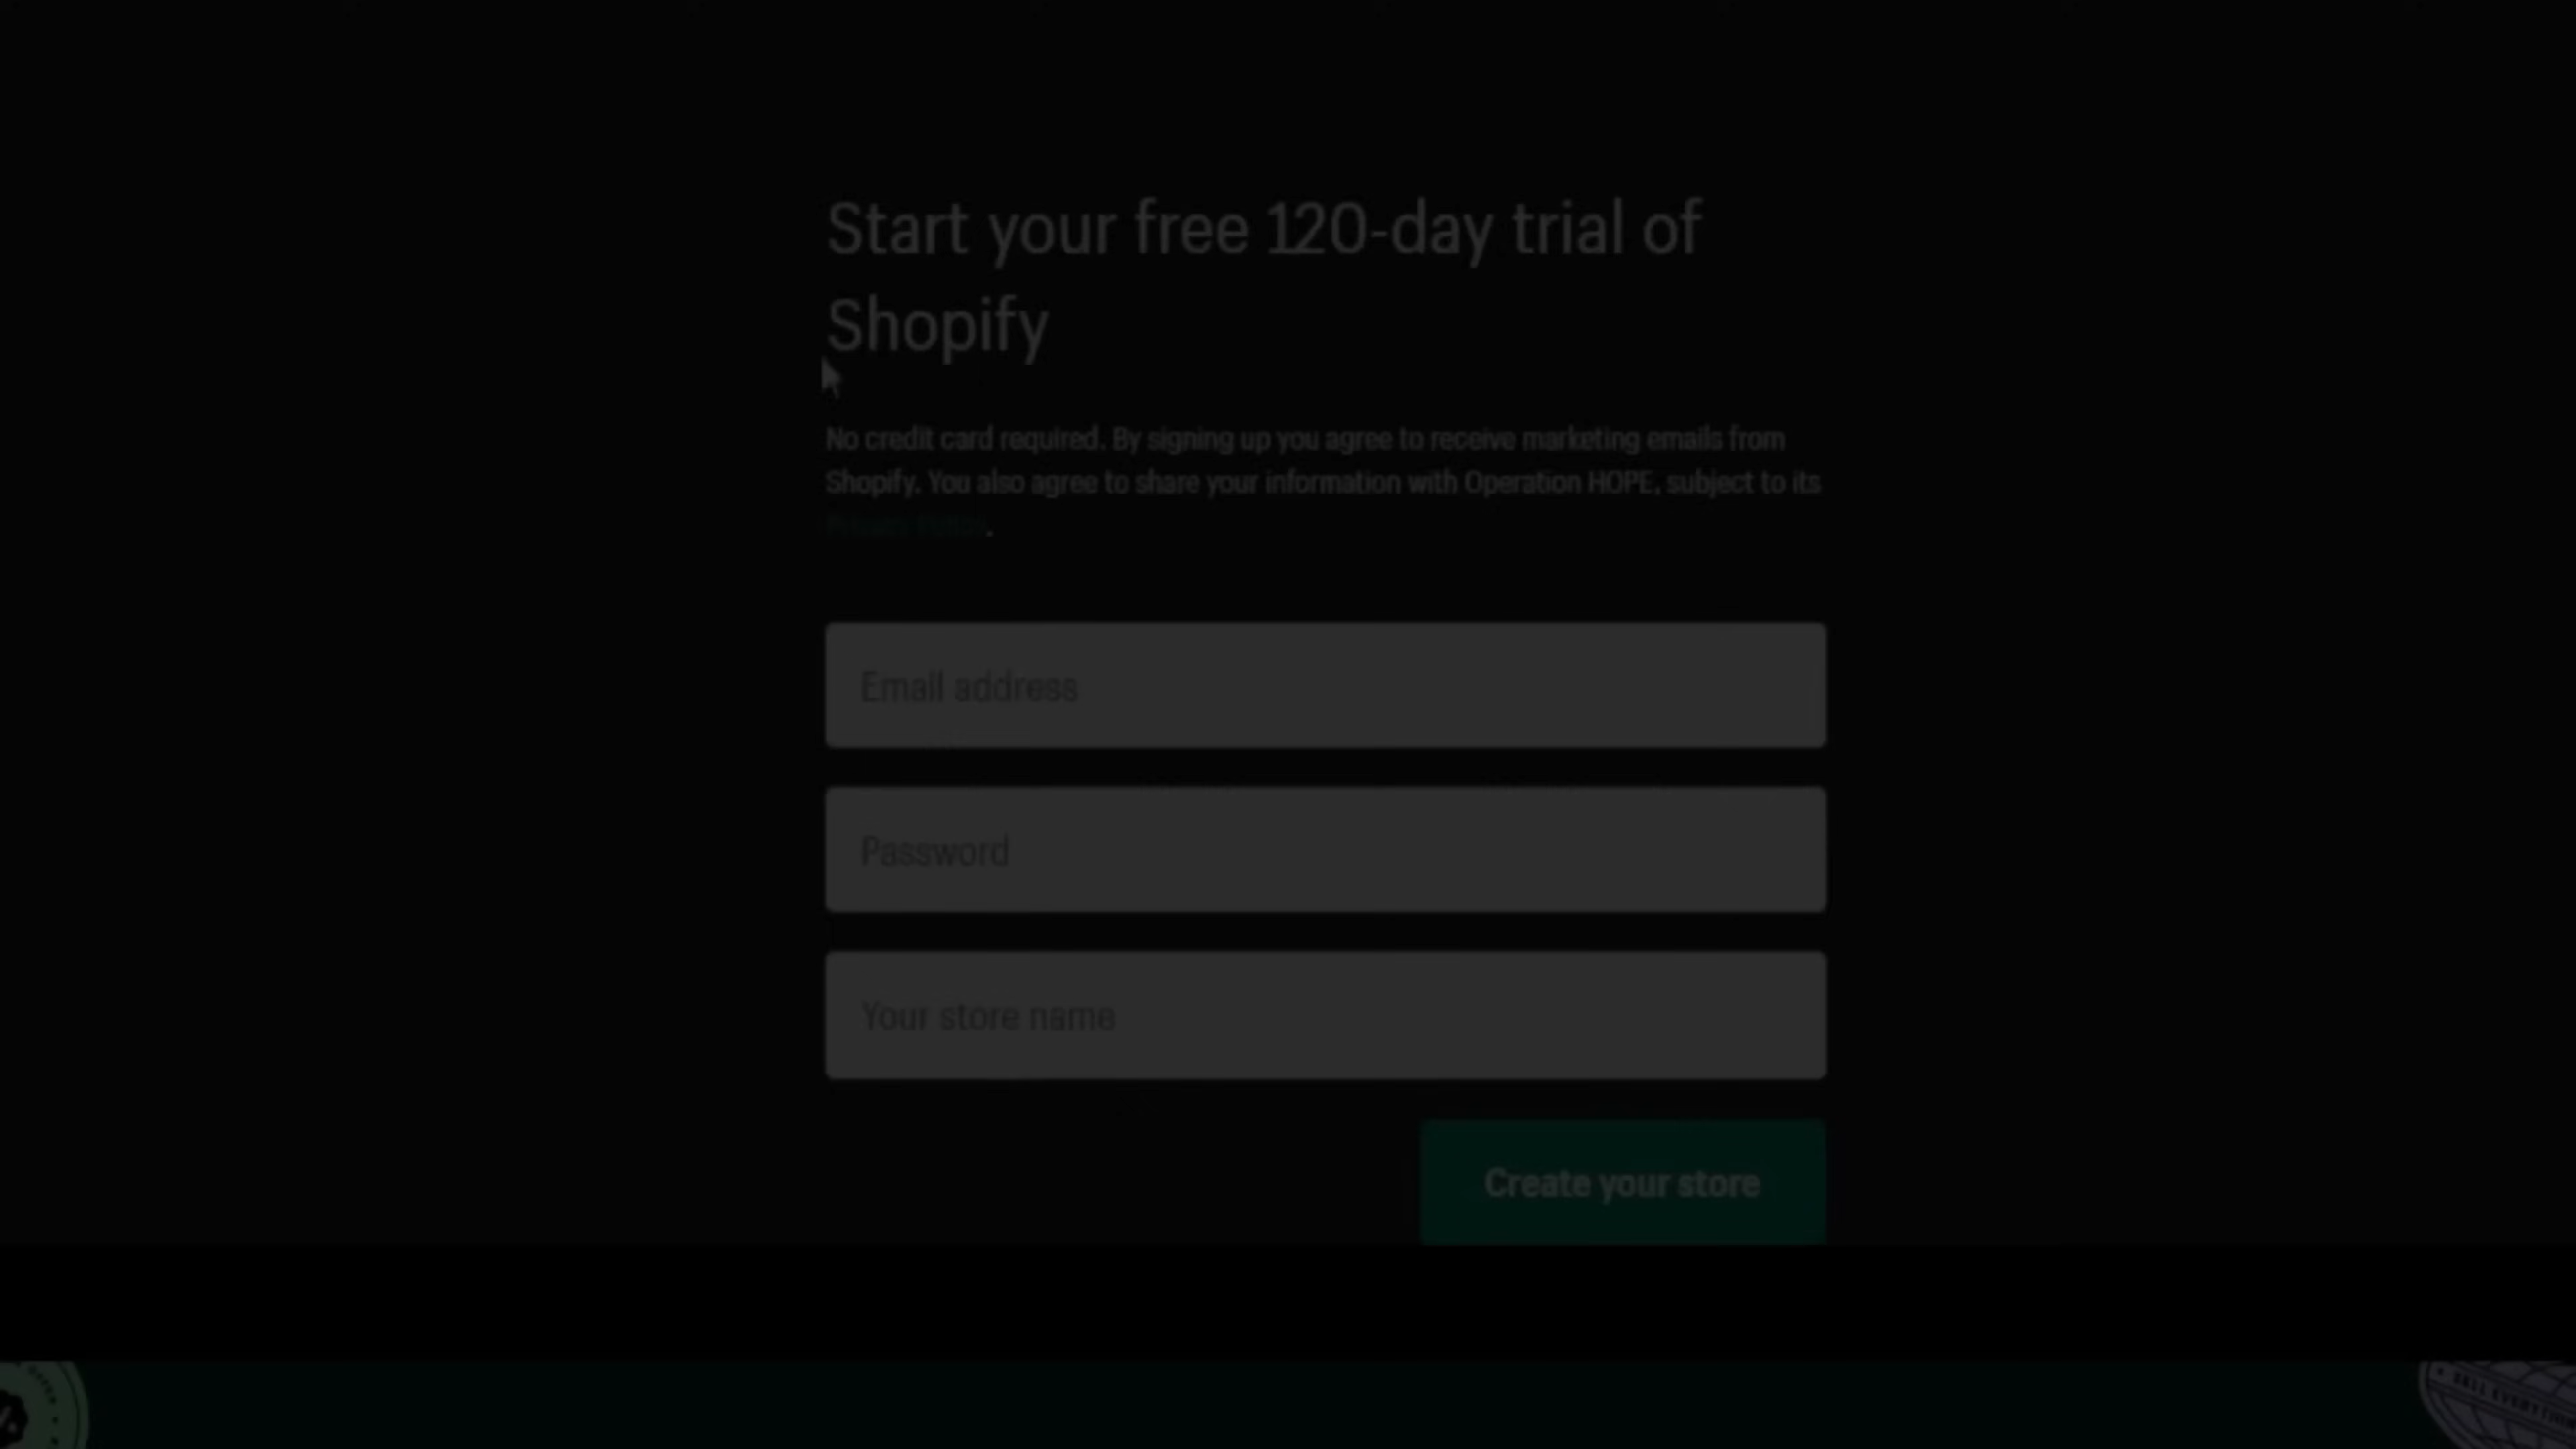 Start your free 120-day trial of
Shopify
No credit card required. By signing up you agree to receive marketing emails from
Shopify. You also agree to share your information with Operation HOPE, subject to its
.
Email address
Password
Your store name
Create your store